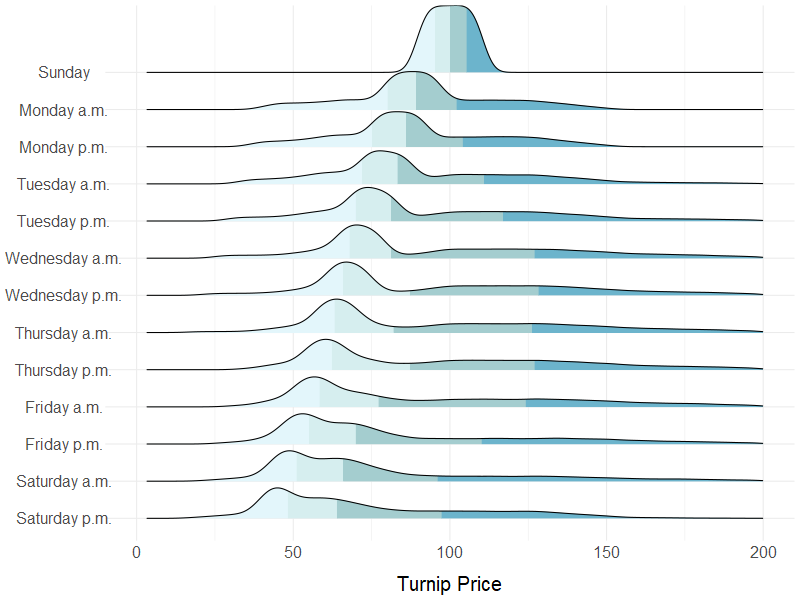 Sunday
Monday a.m.
Monday p.m.
Tuesday a.m.
Tuesday p.m.
Wednesday a.m.
Wednesday p.m.
Thursday a.m.
Thursday p.m.
Friday a.m.
Friday p.m.
Saturday a.m.
Saturday p.m.
0 50 100 150 200
Turnip Price